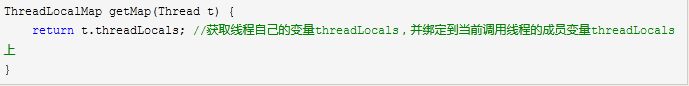 ThreadLocalMap getMap(Thread t) {
    return t.threadLocals; //获取线程自己的变量threadLocals，并绑定到当前调用线程的成员变量threadLocals
上
}